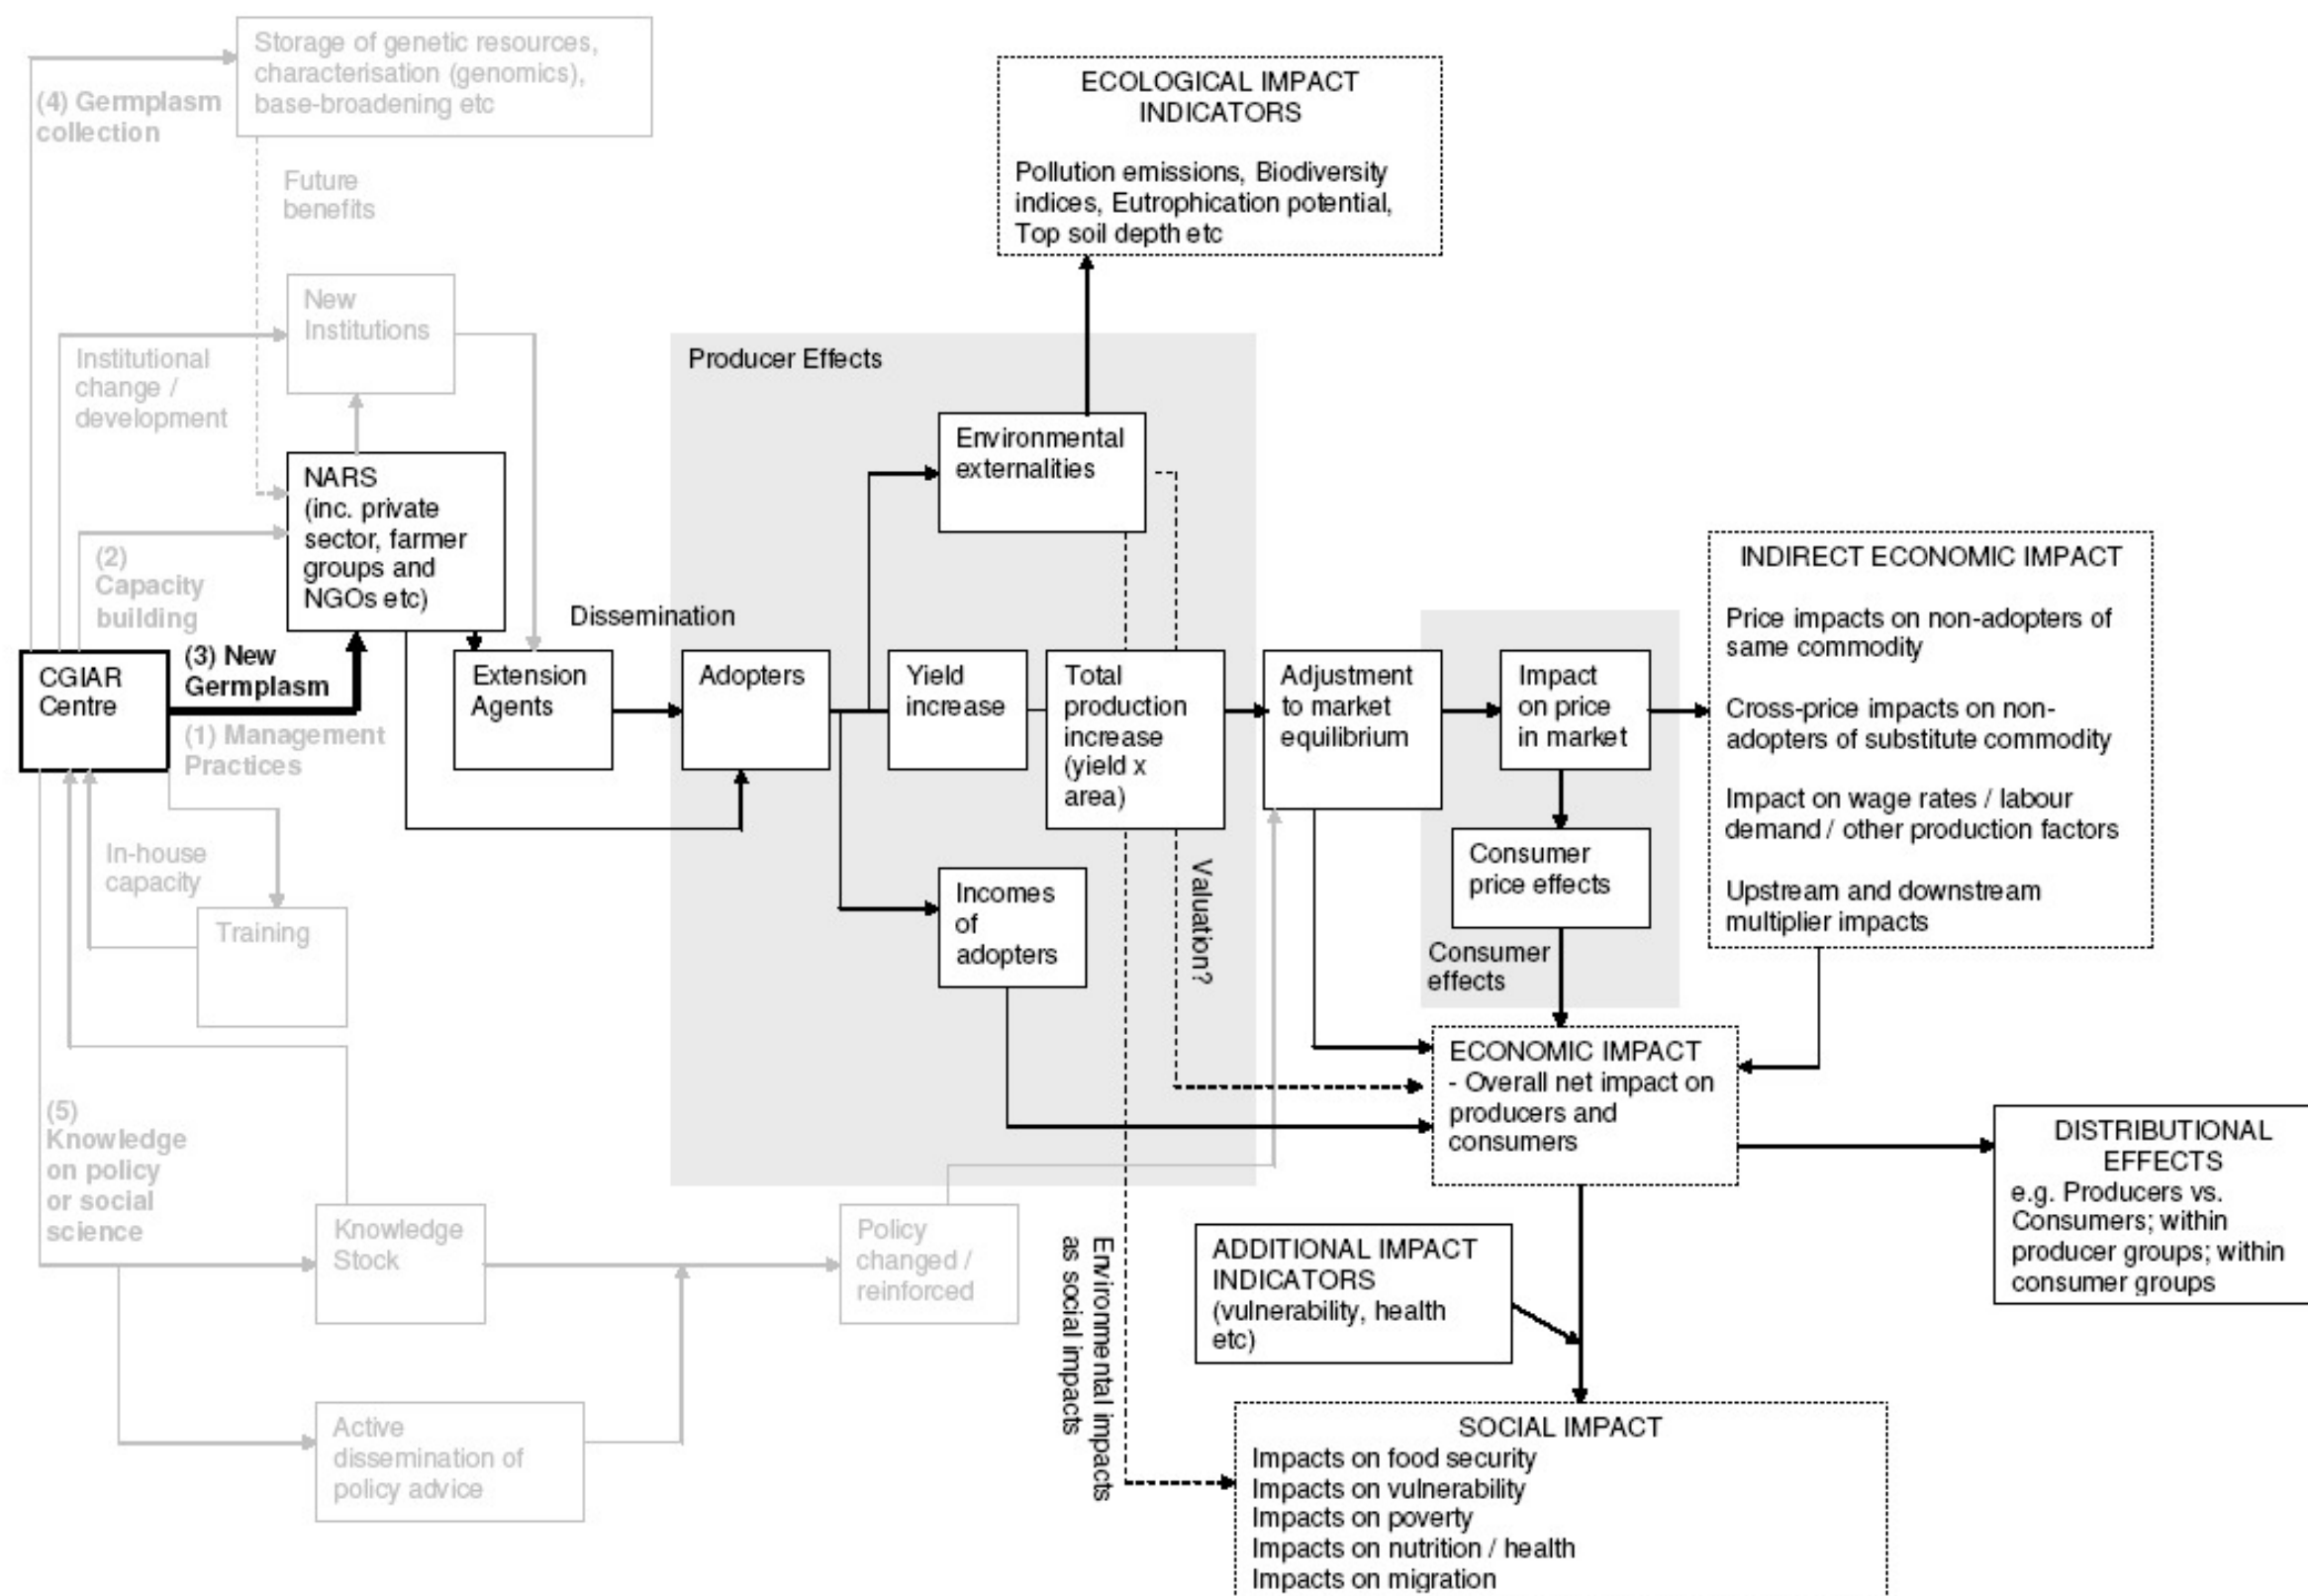 Storage of genetic resources,
characterisation (genomics),
base-broadening etc
(4) Germplasm
collection
Future
benefits
New
Institutions
Institutional
change /
development
NARS
(inc. private
sector, farmer
groups and
NGOs etc)
(2)
Capacity
building
CGIAR
Centre
(3) New
Germplasm
(1) Management
Practices
Extension
Agents
Dissemination
In-house
capacity
Training
(5)
Knowledge
on policy
or social
science
Knowledge
Stock
Active
dissemination of
policy advice
Policy
changed /
reinforced
Producer Effects
Adopters
Environmental
externalities
Yield
increase
Total
production
increase
(yield x
area)
Incomes
of
adopters
Valuation?
Environmental impacts
as social impacts
ECOLOGICAL IMPACT
INDICATORS
Pollution emissions, Biodiversity
indices, Eutrophication potential,
Top soil depth etc
Adjustment
to market
equilibrium
Impact
on price
in market
Consumer
price effects
Consumer
effects
INDIRECT ECONOMIC IMPACT
Price impacts on non-adopters of
same commodity
Cross-price impacts on non-
adopters of substitute commodity
Impact on wage rates / labour
demand / other production factors
Upstream and downstream
multiplier impacts
ECONOMIC IMPACT
- Overall net impact on
producers and
consumers
DISTRIBUTIONAL
EFFECTS
e.g. Producers vs.
Consumers; within
producer groups; within
consumer groups
ADDITIONAL IMPACT
INDICATORS
(vulnerability, health
etc)
SOCIAL IMPACT
Impacts on food security
Impacts on vulnerability
Impacts on poverty
Impacts on nutrition / health
Impacts on migration